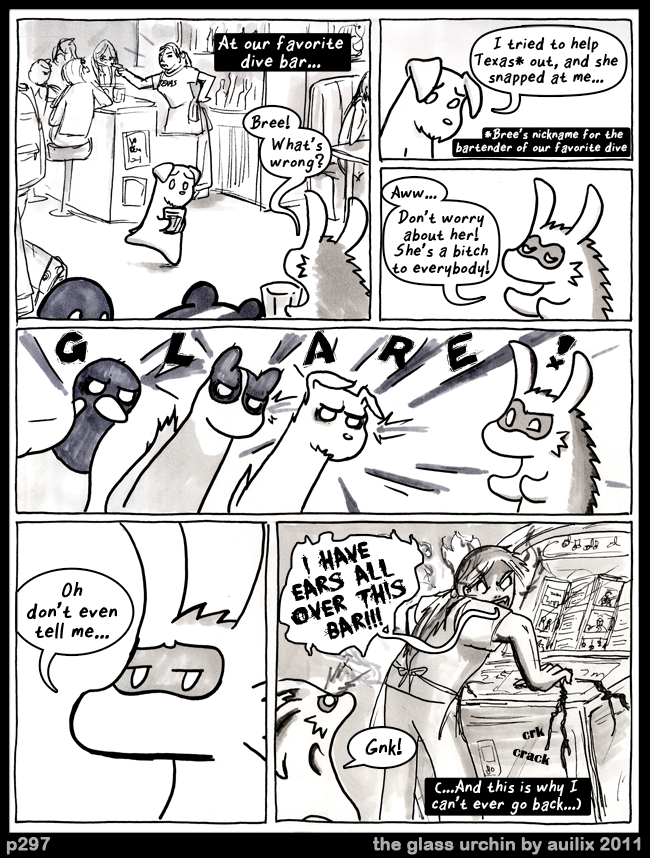 At our favorite
dive bar...
TEXAS
Bree!
What's
wrong?
I tried to help
Texas* out, and she
snapped at me...
*Bree's nickname for the
bartender of our favorite dive
Aww...
Don't worry
about her!
She's a bitch
to everybody!
G L A R E !
Oh
don't even
tell me...
I HAVE
EARS ALL
OVER THIS
BAR!!!
Gnk!
crk
crack
(...And this is why I
can't ever go back...)
p297
the glass urchin by auilix 2011